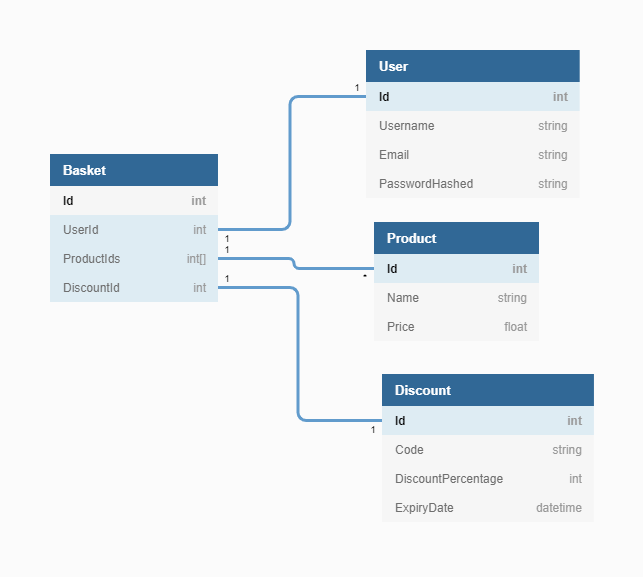 User
Id int
Username string
Email string
PasswordHashed string
Basket
Id int
UserId int
ProductIds int[]
DiscountId int
Product
Id int
Name string
Price float
Discount
Id int
Code string
DiscountPercentage int
ExpiryDate datetime
1
1
1
*
1
1